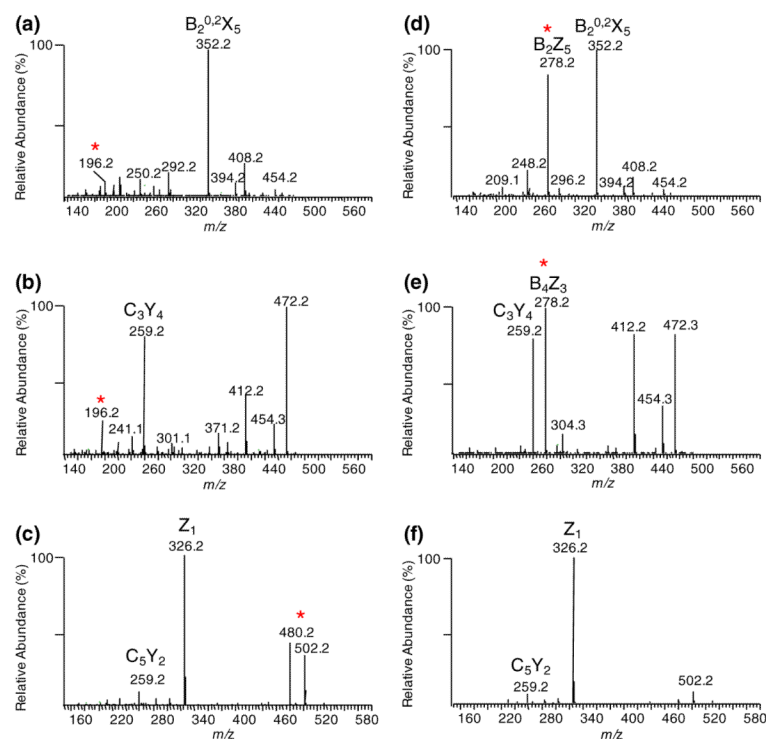 (a)
B₂⁰,²X₅
352.2
100
Relative Abundance (%)
*
196.2
250.2
292.2
394.2
408.2
454.2
140 200 260 320 380 440 500 560
m/z
(d)
*
B₂Z₅
278.2
B₂⁰,²X₅
352.2
100
Relative Abundance (%)
209.1
248.2
296.2
394.2
408.2
454.2
140 200 260 320 380 440 500 560
m/z
(b)
100
Relative Abundance (%)
C₃Y₄
259.2
*
196.2
241.1
301.1
371.2
412.2
454.3
472.2
140 200 260 320 380 440 500 560
m/z
(e)
*
B₄Z₃
278.2
C₃Y₄
259.2
100
Relative Abundance (%)
304.3
412.2
454.3
472.3
140 200 260 320 380 440 500 560
m/z
(c)
Z₁
326.2
100
Relative Abundance (%)
C₅Y₂
259.2
*
480.2
502.2
160 220 280 340 400 460 520 580
m/z
(f)
Z₁
326.2
100
Relative Abundance (%)
C₅Y₂
259.2
502.2
160 220 280 340 400 460 520 580
m/z